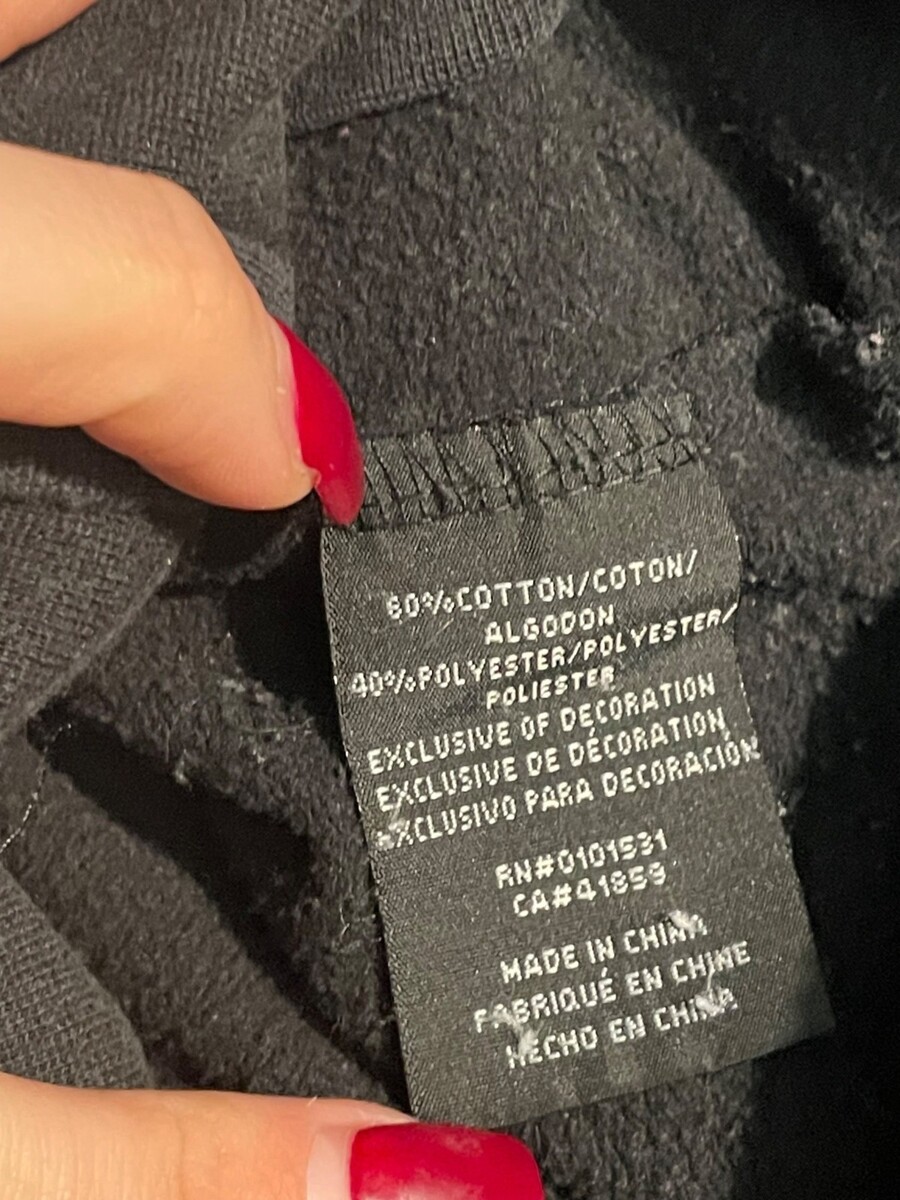 60%COTTON/COTON/
ALGODON
40%POLYESTER/POLYESTER/
POLIESTER
EXCLUSIVE OF DECORATION
EXCLUSIVE DE DÉCORATION
EXCLUSIVO PARA DECORACIÓN
RN#0101531
CA#41859
MADE IN CHINA
FABRIQUÉ EN CHINE
HECHO EN CHINA